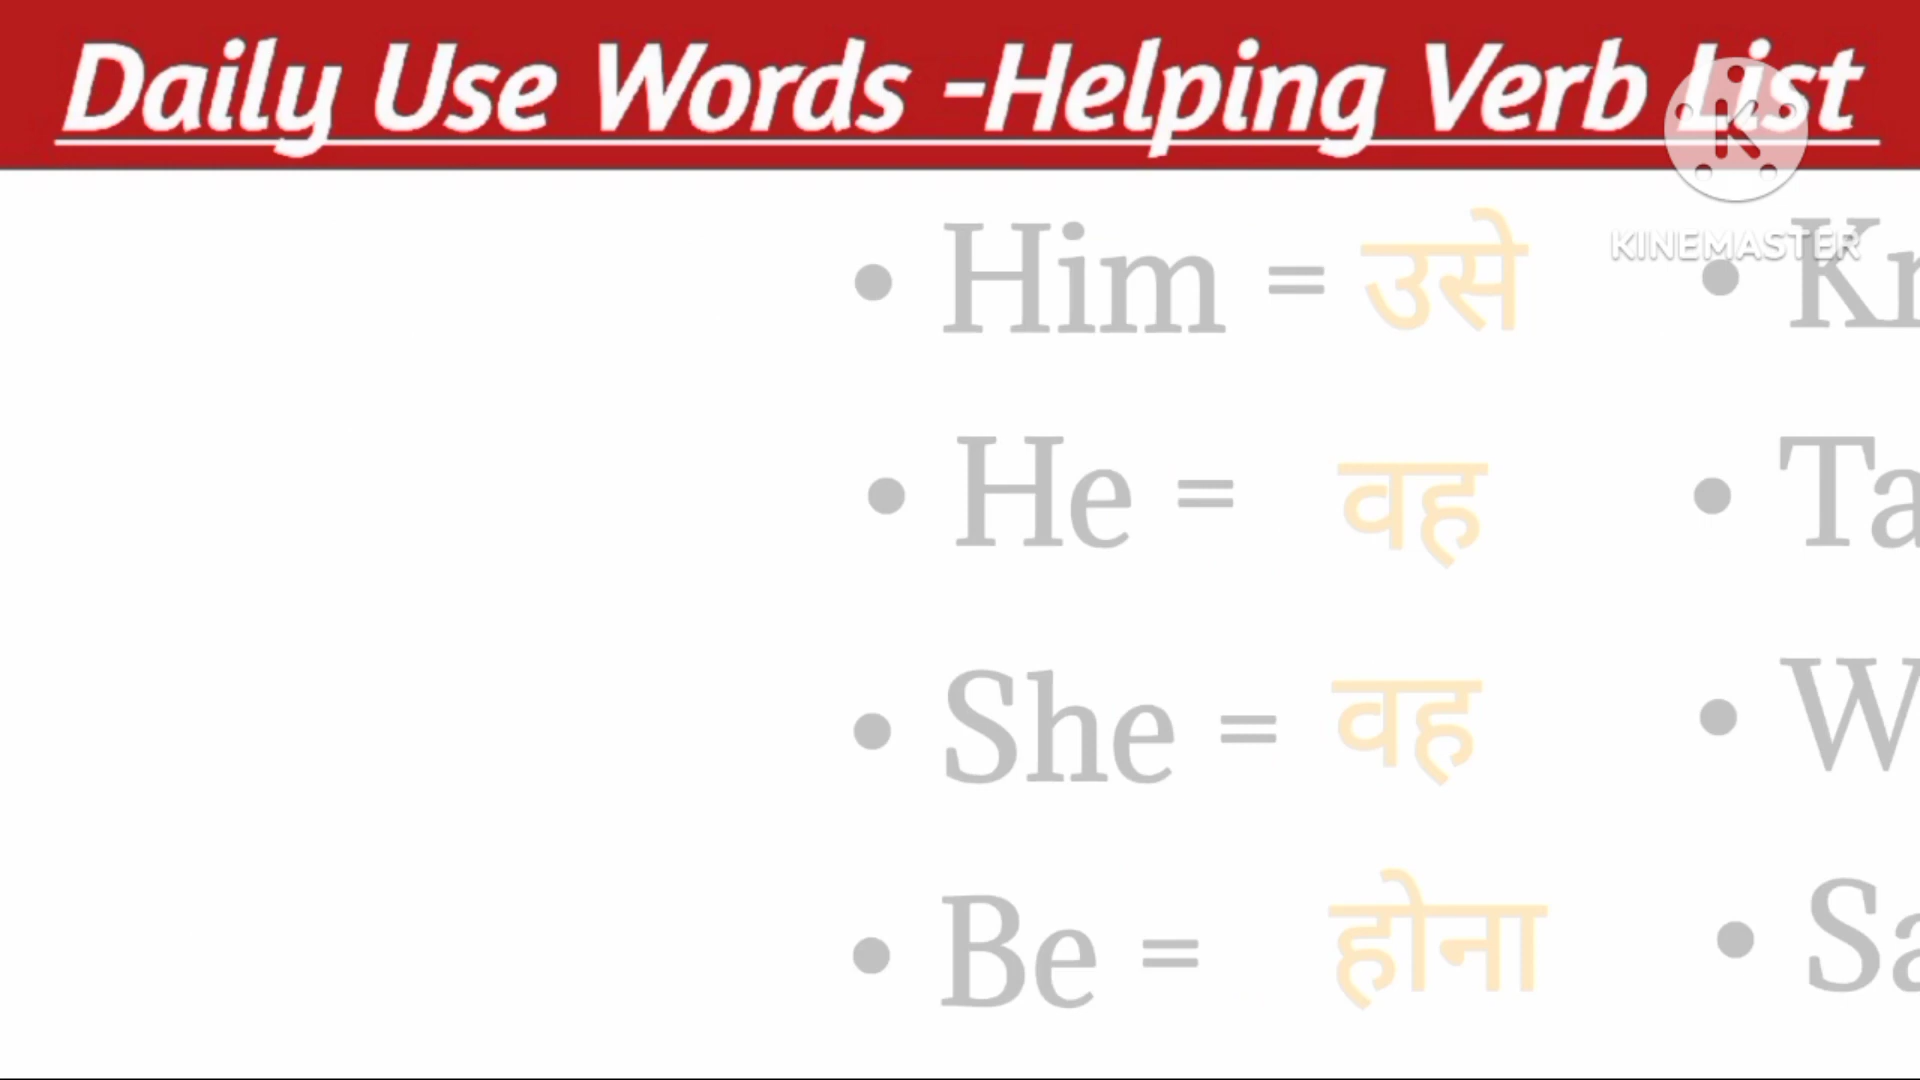 Daily Use Words -Helping Verb List
KINEMASTER
• Him = उसे
• He = वह
• She = वह
• Be = होना